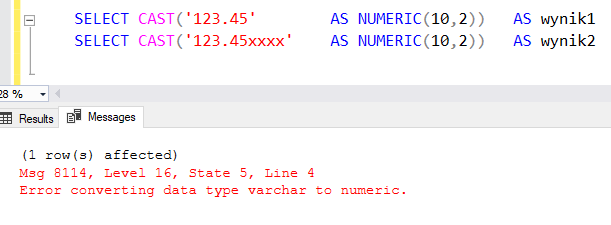 SELECT CAST('123.45' AS NUMERIC(10,2)) AS wynik1
SELECT CAST('123.45xxxx' AS NUMERIC(10,2)) AS wynik2
28 %
Results Messages
(1 row(s) affected)
Msg 8114, Level 16, State 5, Line 4
Error converting data type varchar to numeric.